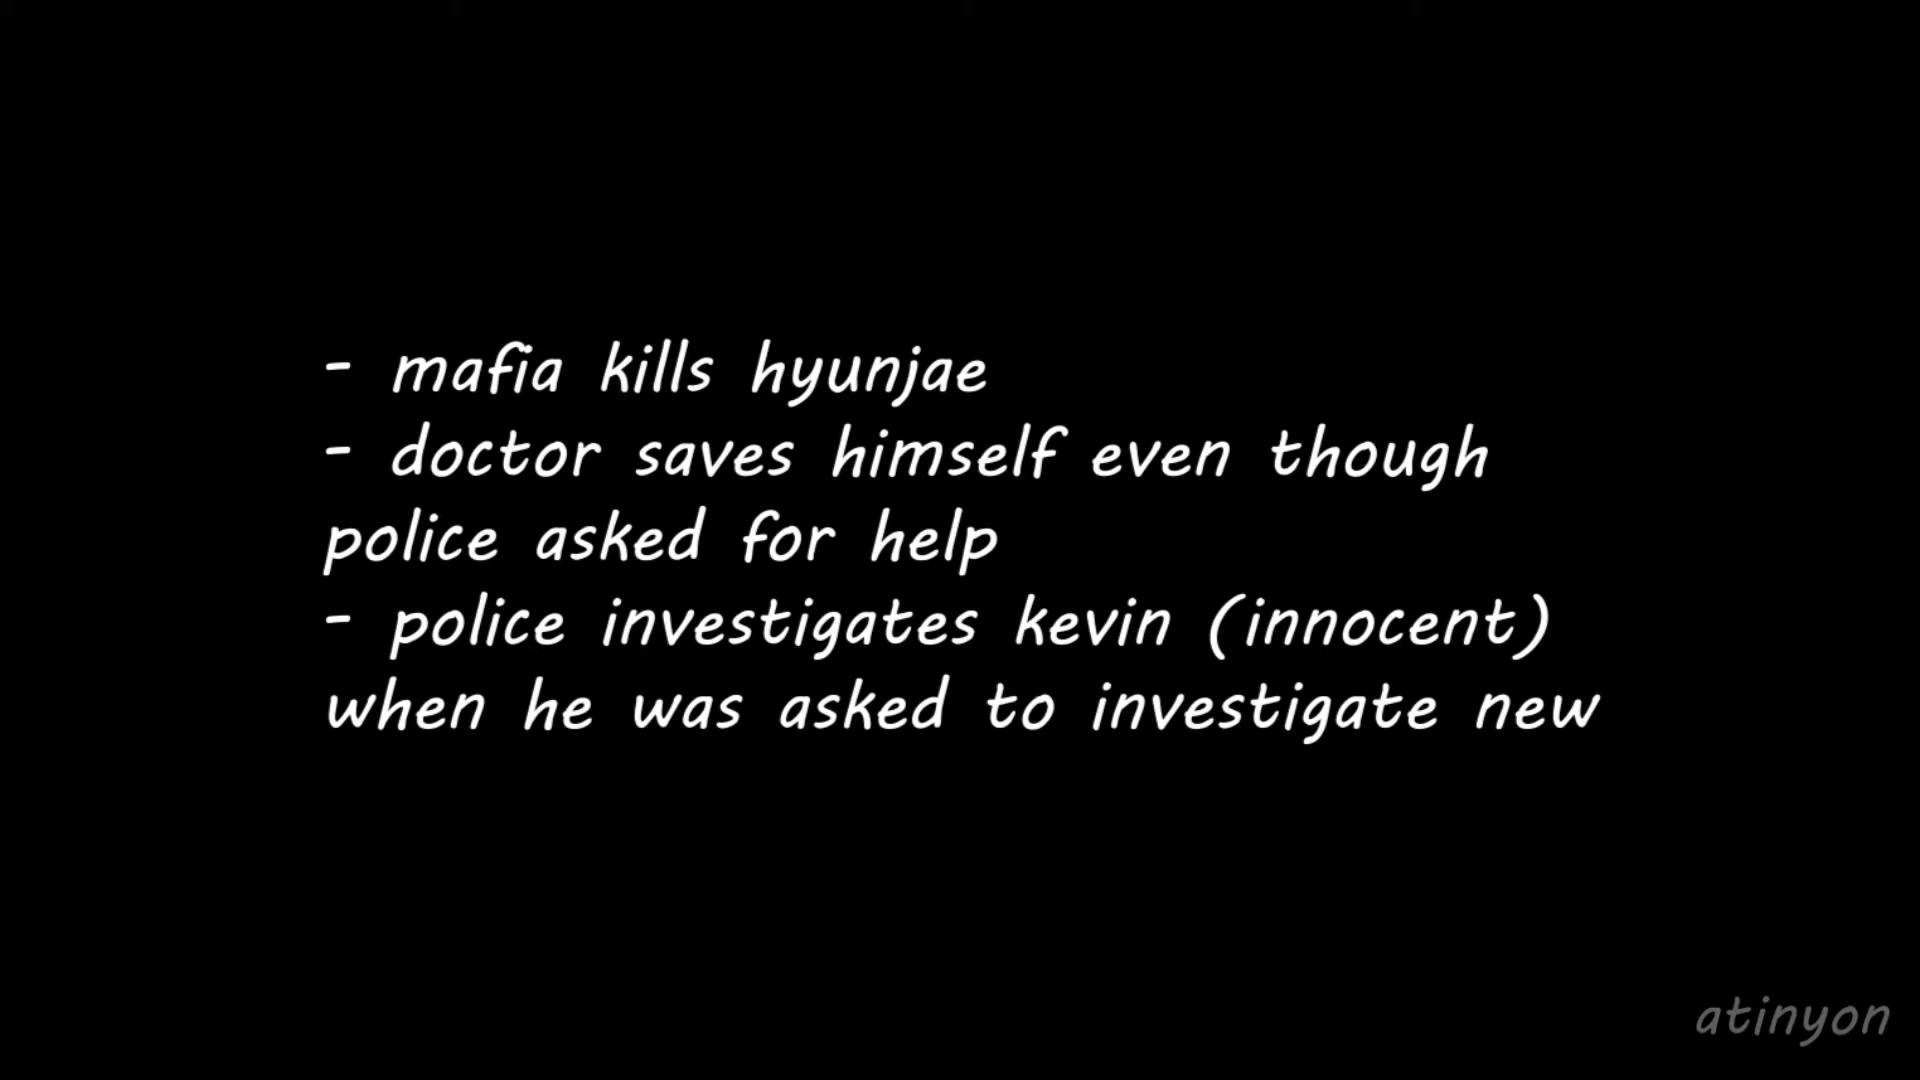 - mafia kills hyunjae
- doctor saves himself even though
police asked for help
- police investigates kevin (innocent)
when he was asked to investigate new
atinyon